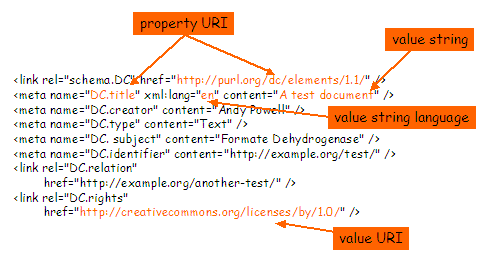 property URI
value string
<link rel="schema.DC" href="http://purl.org/dc/elements/1.1/" />
<meta name="DC.title" xml:lang="en" content="A test document" />
<meta name="DC.creator" content="Andy Powell" />
value string language
<meta name="DC.type" content="Text" />
<meta name="DC. subject" content="Formate Dehydrogenase" />
<meta name="DC.identifier" content="http://example.org/test/" />
<link rel="DC.relation"
href="http://example.org/another-test/" />
<link rel="DC.rights"
href="http://creativecommons.org/licenses/by/1.0/" />
value URI